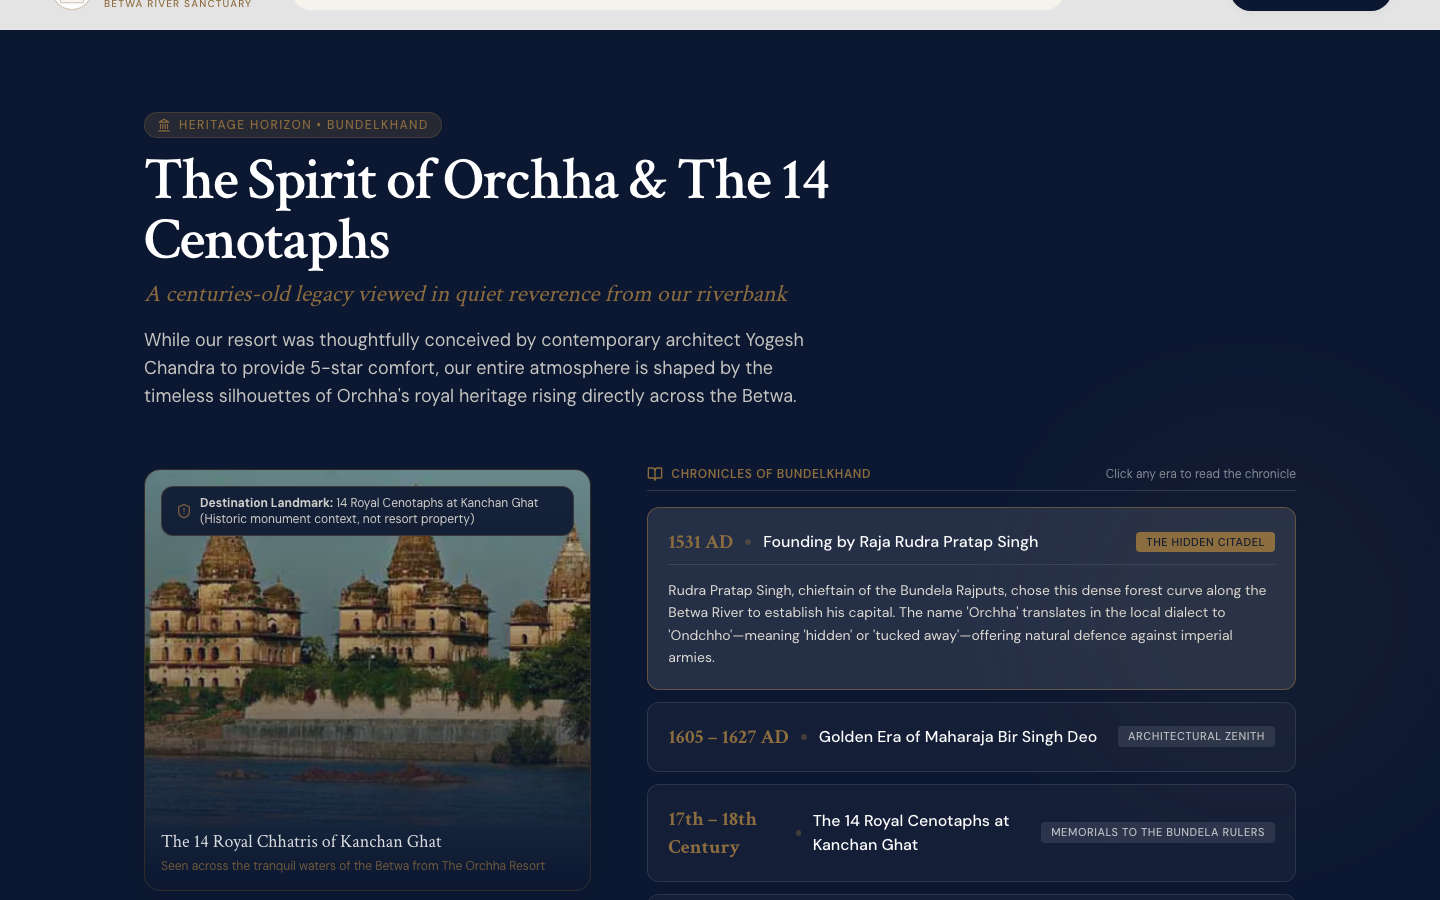 BETWA RIVER SANCTUARY
HERITAGE HORIZON • BUNDELKHAND
The Spirit of Orchha & The 14
Cenotaphs
A centuries-old legacy viewed in quiet reverence from our riverbank
While our resort was thoughtfully conceived by contemporary architect Yogesh
Chandra to provide 5-star comfort, our entire atmosphere is shaped by the
timeless silhouettes of Orchha's royal heritage rising directly across the Betwa.
Destination Landmark: 14 Royal Cenotaphs at Kanchan Ghat
(Historic monument context, not resort property)
The 14 Royal Chhatris of Kanchan Ghat
Seen across the tranquil waters of the Betwa from The Orchha Resort
CHRONICLES OF BUNDELKHAND
Click any era to read the chronicle
1531 AD • Founding by Raja Rudra Pratap Singh
THE HIDDEN CITADEL
Rudra Pratap Singh, chieftain of the Bundela Rajputs, chose this dense forest curve along the
Betwa River to establish his capital. The name 'Orchha' translates in the local dialect to
'Ondchho'—meaning 'hidden' or 'tucked away'—offering natural defence against imperial
armies.
1605 – 1627 AD • Golden Era of Maharaja Bir Singh Deo
ARCHITECTURAL ZENITH
17th – 18th
Century
•
The 14 Royal Cenotaphs at
Kanchan Ghat
MEMORIALS TO THE BUNDELA RULERS